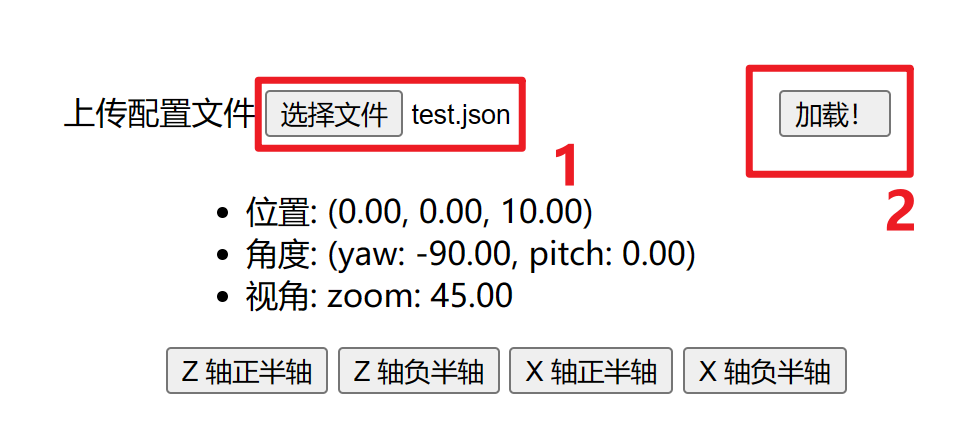 上传配置文件 选择文件 test.json 加载!
1
2
位置: (0.00, 0.00, 10.00)
角度: (yaw: -90.00, pitch: 0.00)
视角: zoom: 45.00
Z 轴正半轴 Z 轴负半轴 X 轴正半轴 X 轴负半轴